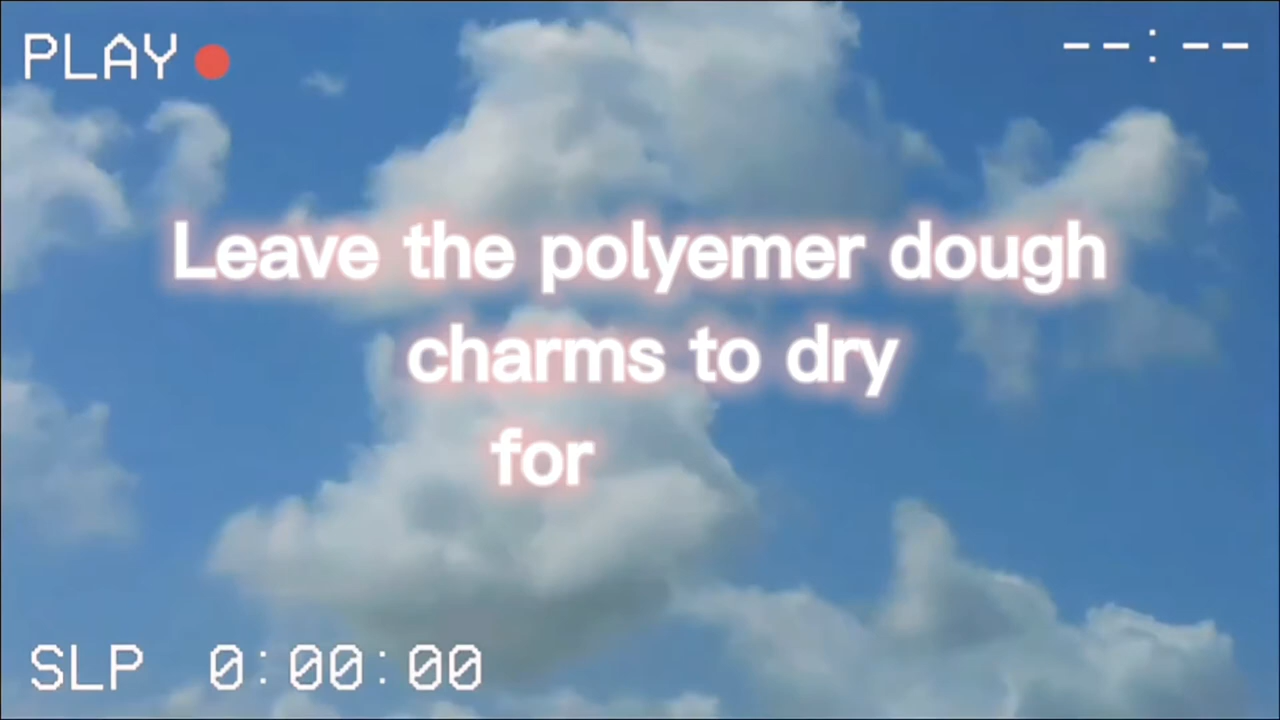 PLAY
--:--
Leave the polyemer dough
charms to dry
for
SLP 0:00:00